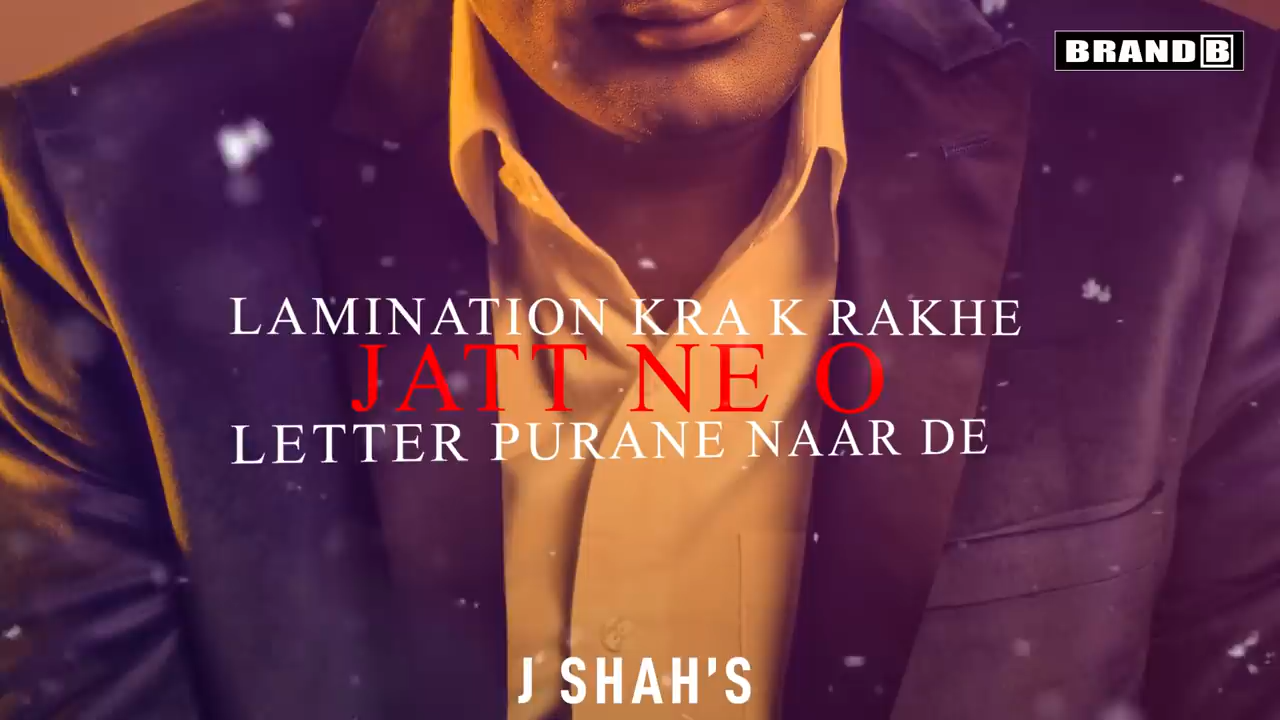 BRAND B
LAMINATION KRA K RAKHE
JATT NE O
LETTER PURANE NAAR DE
J SHAH'S